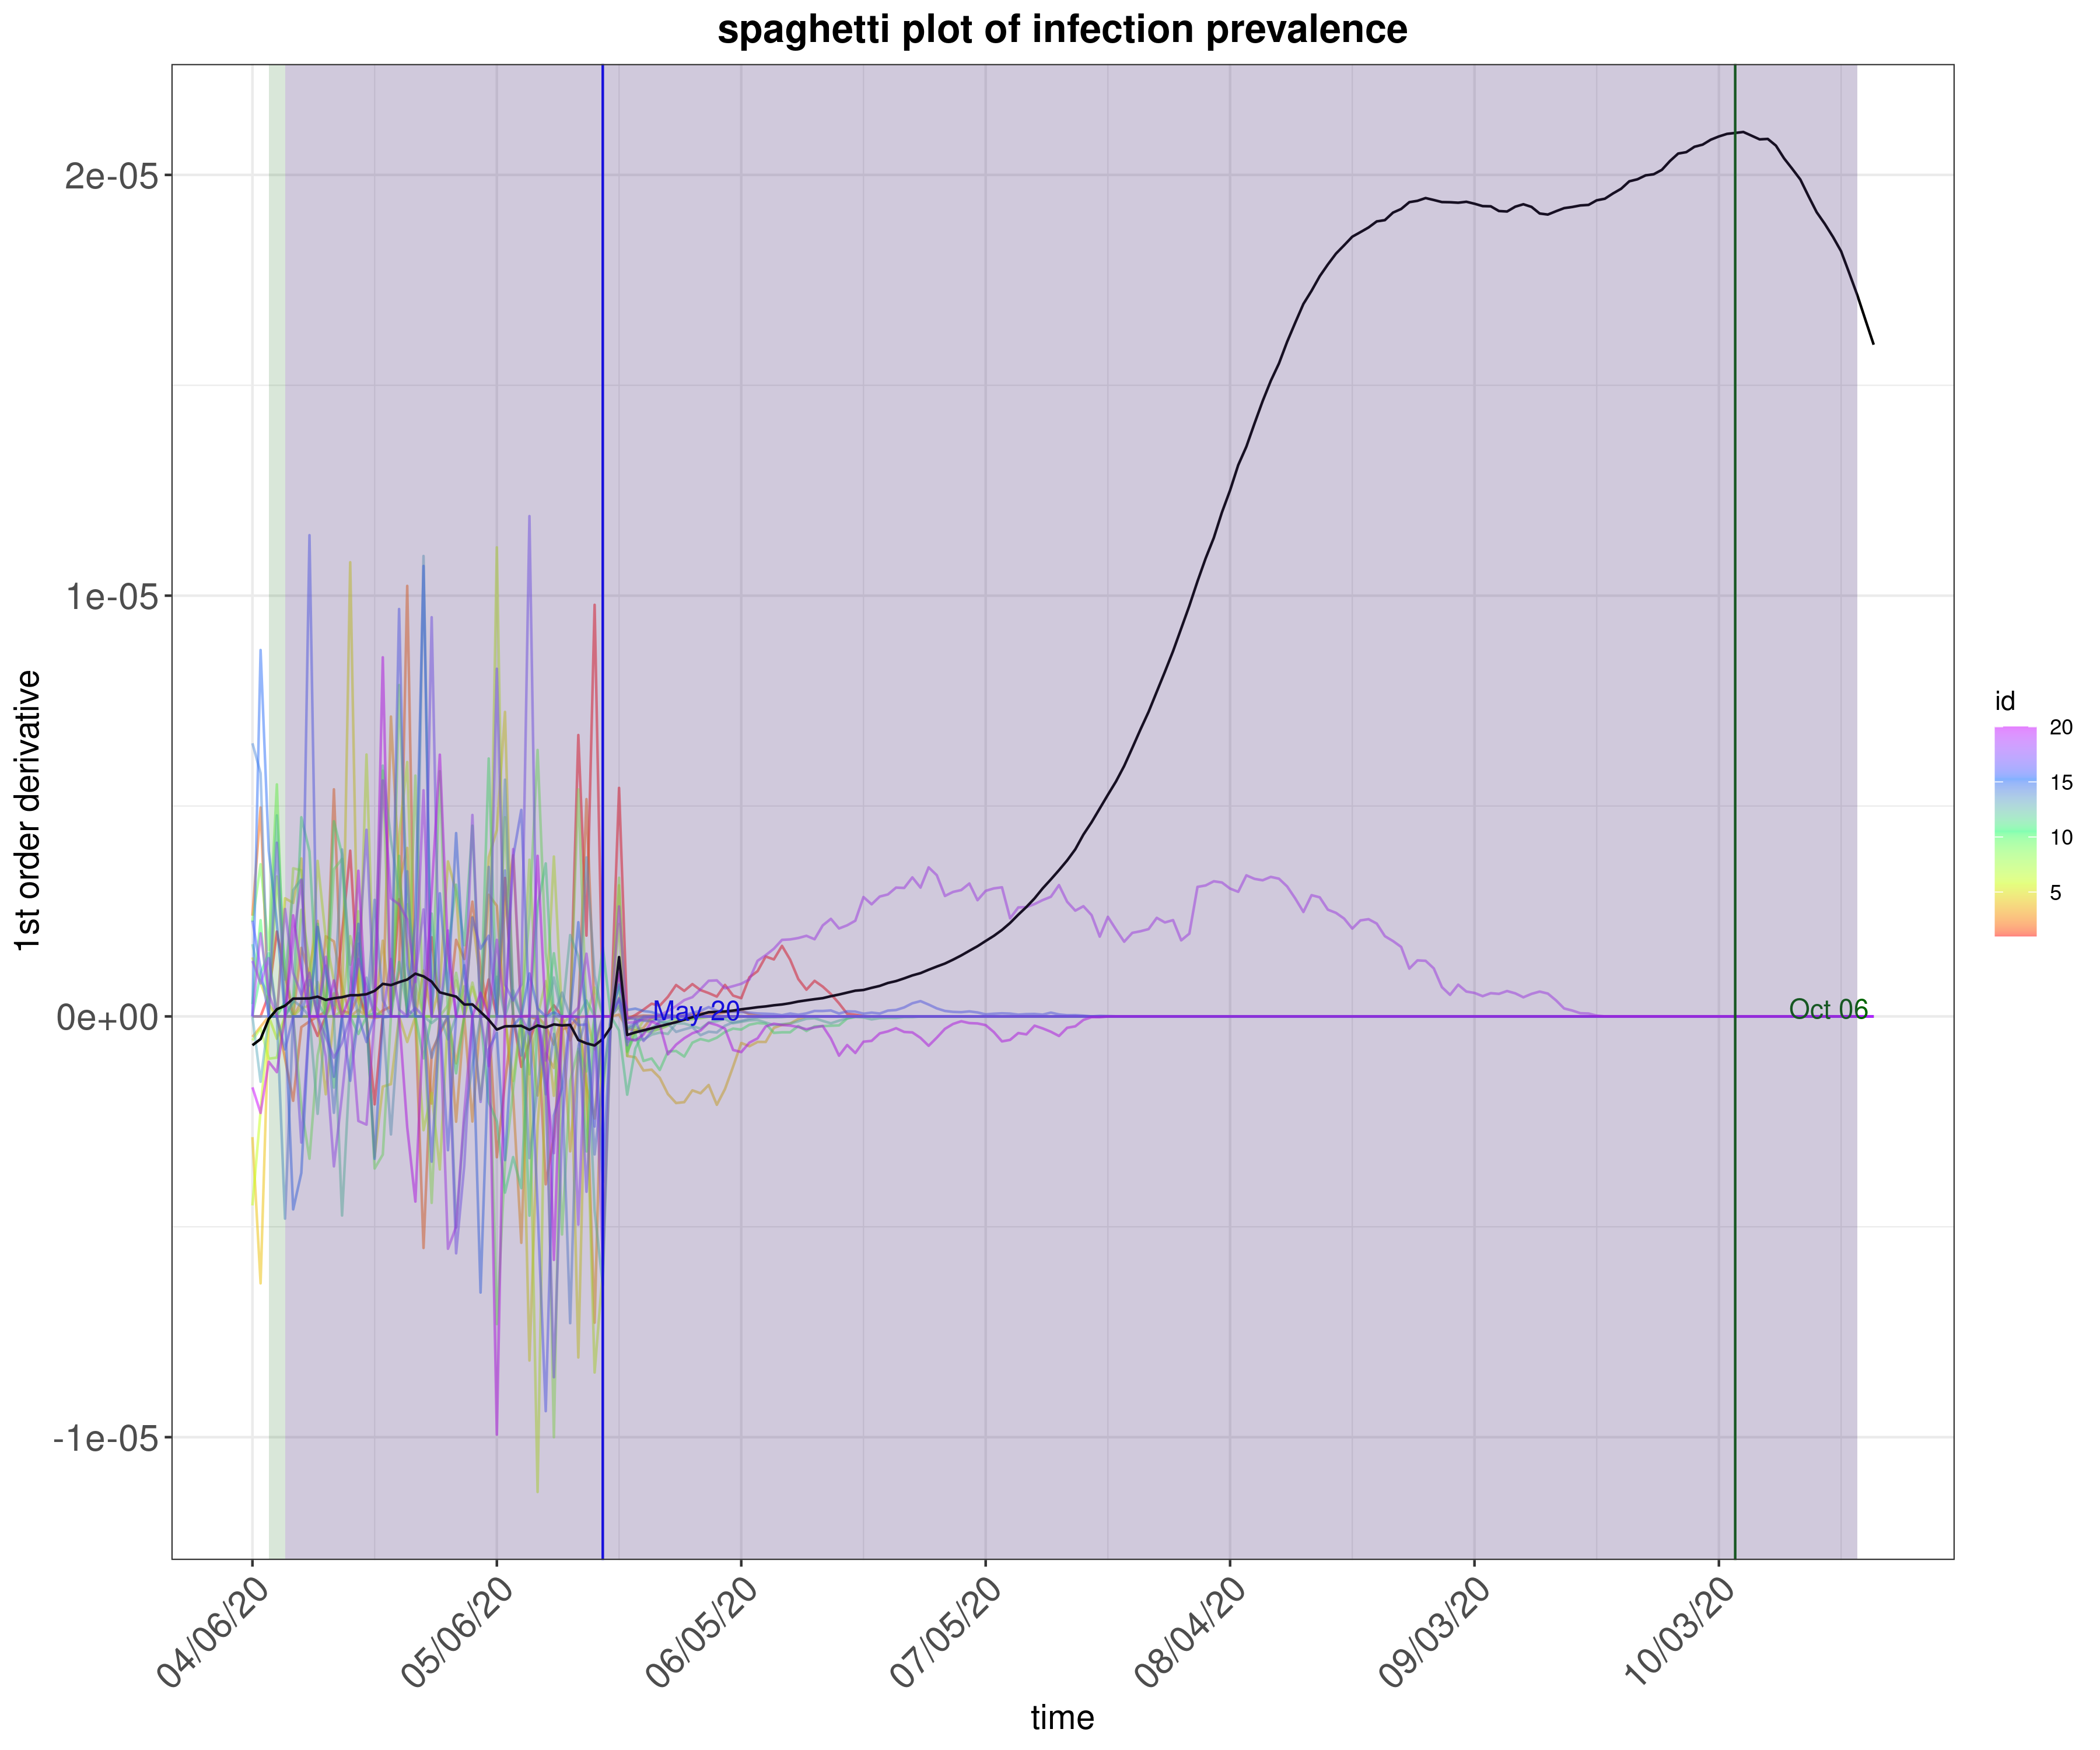 spaghetti plot of infection prevalence
1st order derivative
2e-05
1e-05
0e+00
-1e-05
May 20
Oct 06
id
20
15
10
5
04/06/20
05/06/20
06/05/20
07/05/20
08/04/20
09/03/20
10/03/20
time